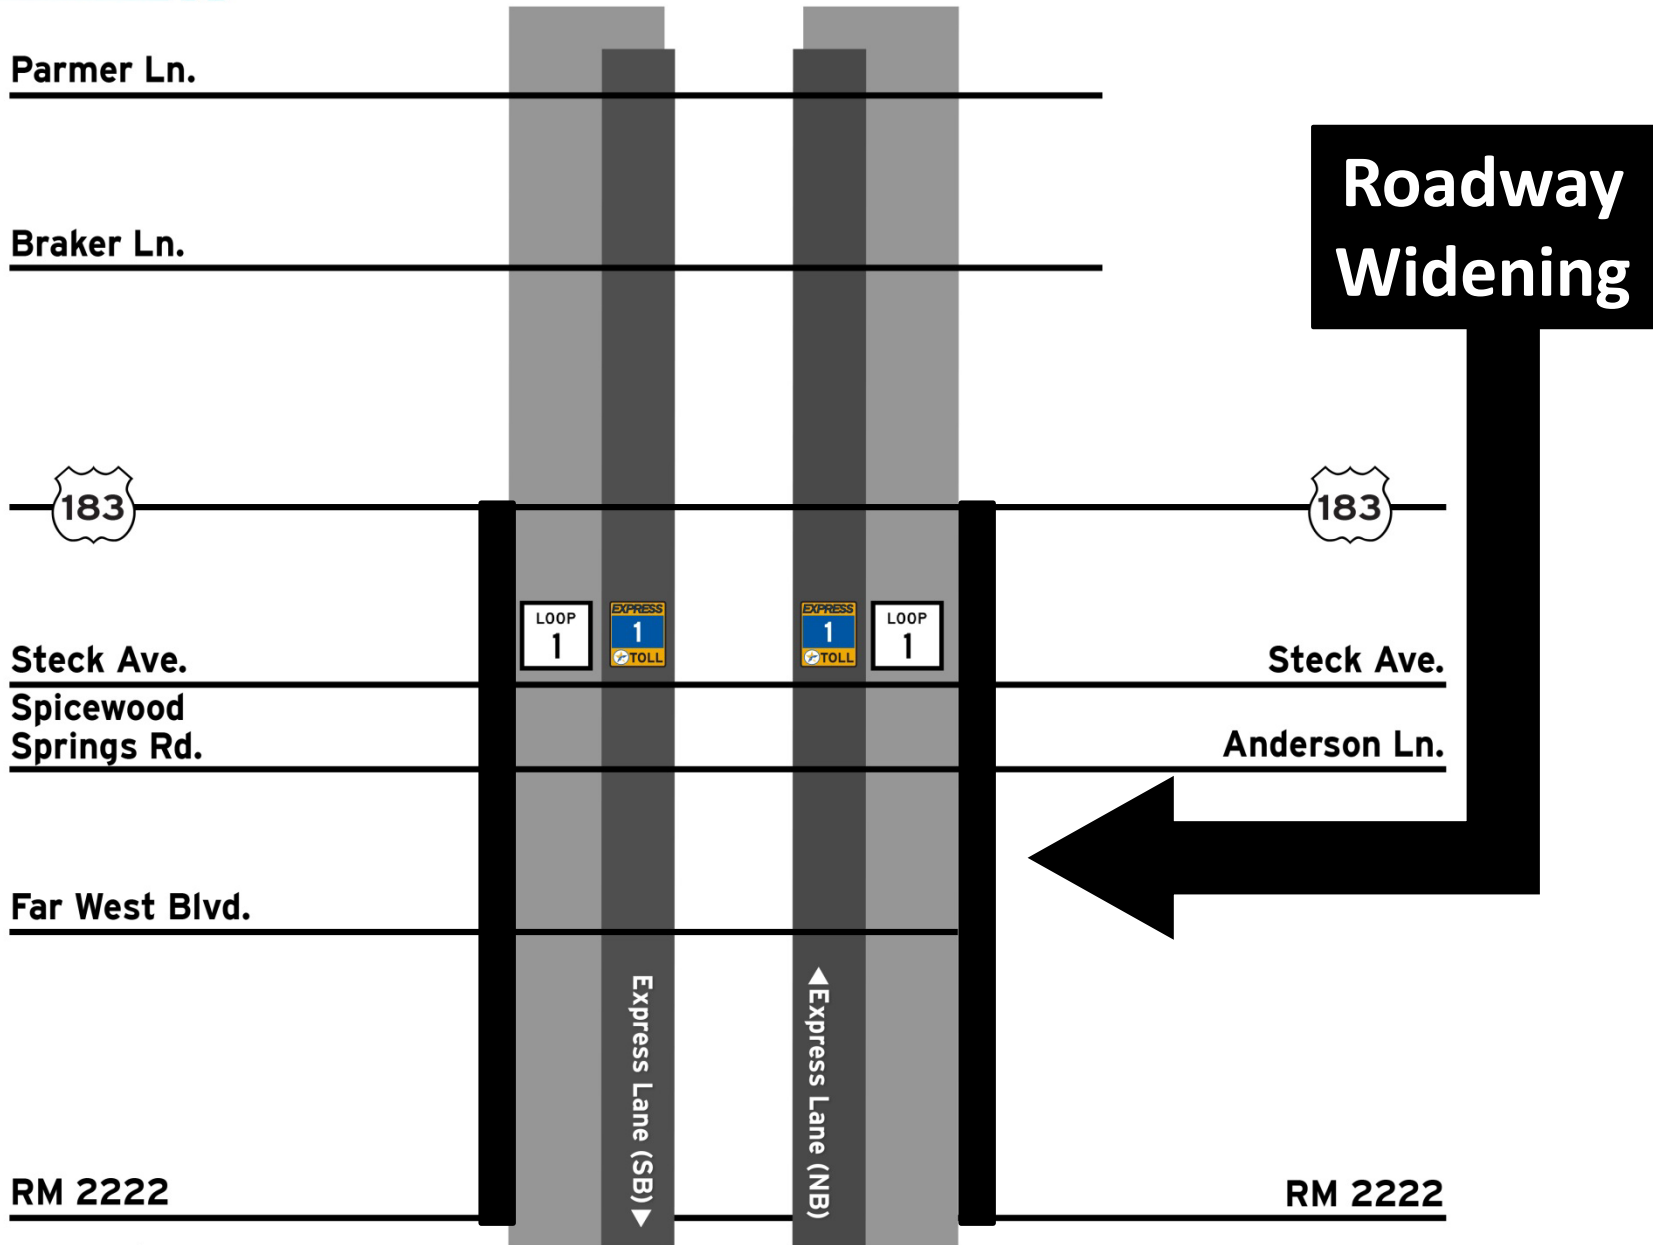 Parmer Ln.
Roadway
Widening
Braker Ln.
183
183
LOOP
1
EXPRESS
1
TOLL
EXPRESS
1
TOLL
LOOP
1
Steck Ave.
Steck Ave.
Spicewood
Springs Rd.
Anderson Ln.
Far West Blvd.
Express Lane (SB)
Express Lane (NB)
RM 2222
RM 2222